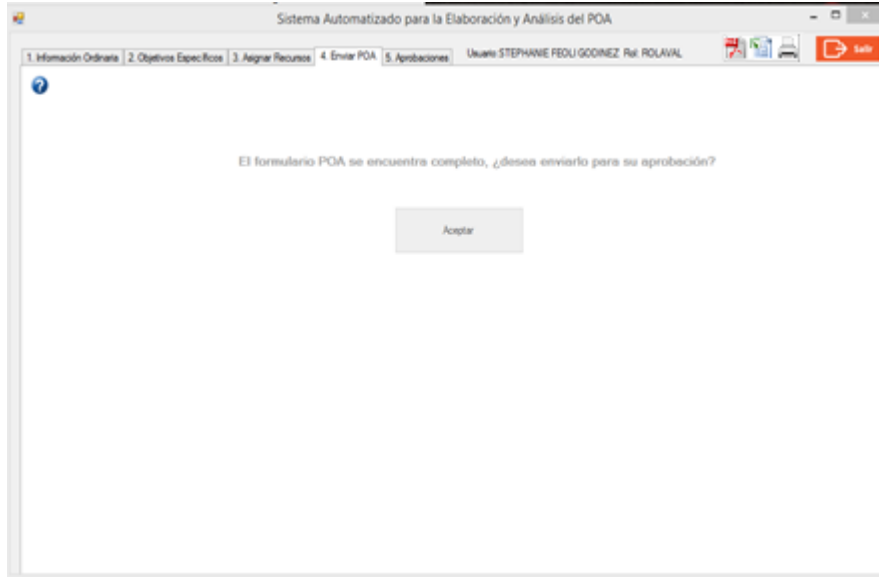 Sistema Automatizado para la Elaboración y Análisis del POA
1. Información Ordinaria 2. Objetivos Específicos 3. Asignar Recursos 4. Enviar POA 5. Aprobaciones Usuario STEPHANIE FEOLI GODINEZ Rol: ROLAVAL Salir
El formulario POA se encuentra completo, ¿desea enviarlo para su aprobación?
Aceptar